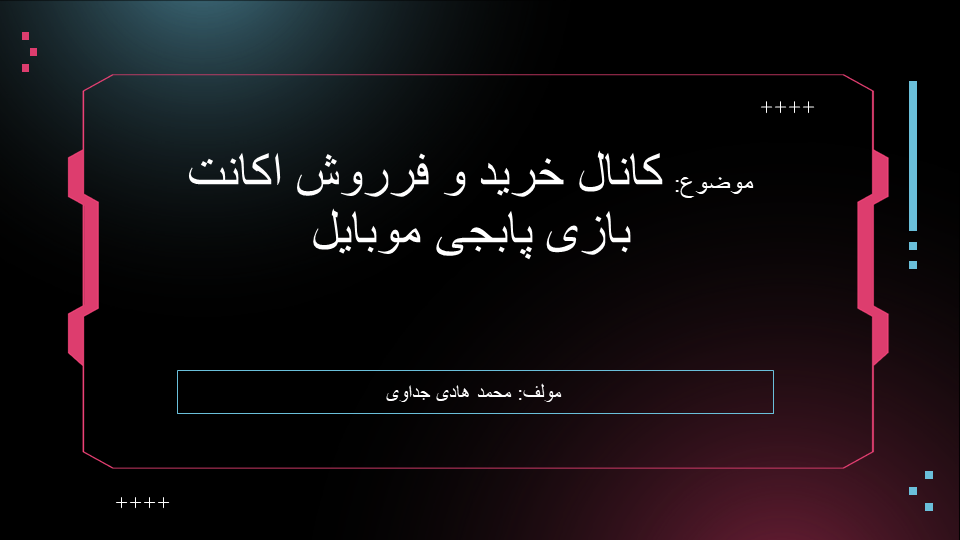 ++++
موضوع: کانال خرید و فرروش اکانت
بازی پابجی موبایل
مولف: محمد هادی جداوی
++++